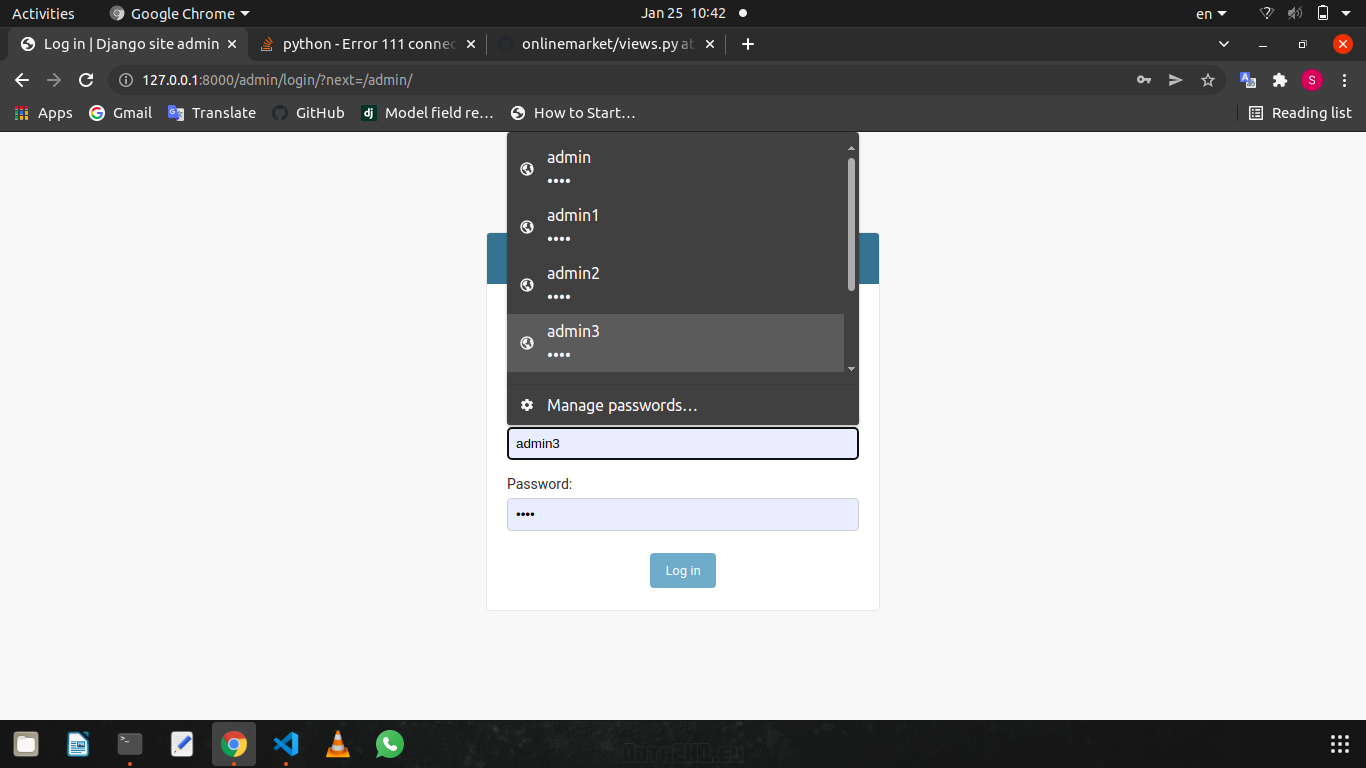 Activities Google Chrome Jan 25 10:42 en
Log in | Django site admin python - Error 111 connec onlinemarket/views.py at
127.0.0.1:8000/admin/login/?next=/admin/ S
Apps Gmail Translate GitHub Model field re… How to Start… Reading list
admin
••••
admin1
••••
admin2
••••
admin3
••••
Manage passwords…
admin3
Password:
••••
Log in